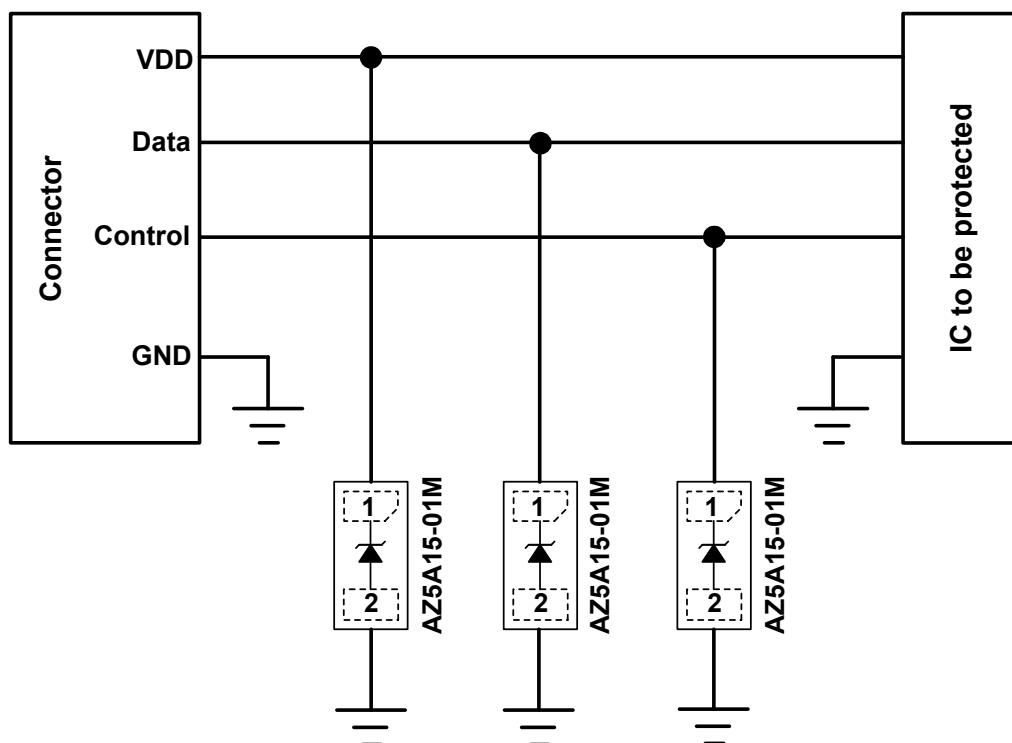 Connector
VDD
Data
Control
GND
IC to be protected
1
2
AZ5A15-01M
1
2
AZ5A15-01M
1
2
AZ5A15-01M